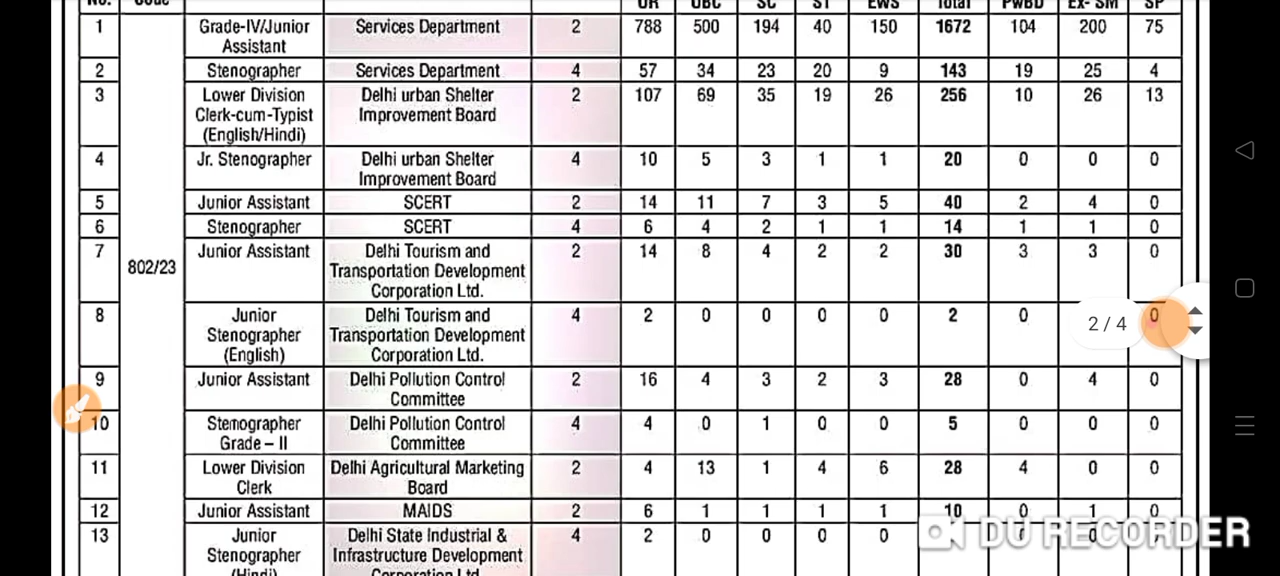 No. Code UR OBC SC ST EWS Total PwBD Ex- SM SP
1 Grade-IV/Junior Services Department 2 788 500 194 40 150 1672 104 200 75
Assistant
2 Stenographer Services Department 4 57 34 23 20 9 143 19 25 4
3 Lower Division Delhi urban Shelter 2 107 69 35 19 26 256 10 26 13
Clerk-cum-Typist Improvement Board
(English/Hindi)
4 Jr. Stenographer Delhi urban Shelter 4 10 5 3 1 1 20 0 0 0
Improvement Board
5 Junior Assistant SCERT 2 14 11 7 3 5 40 2 4 0
6 Stenographer SCERT 4 6 4 2 1 1 14 1 1 0
7 Junior Assistant Delhi Tourism and 2 14 8 4 2 2 30 3 3 0
802/23 Transportation Development
Corporation Ltd.
8 Junior Delhi Tourism and 4 2 0 0 0 0 2 0 0
Stenographer Transportation Development 2 / 4
(English) Corporation Ltd.
9 Junior Assistant Delhi Pollution Control 2 16 4 3 2 3 28 0 4 0
Committee
10 Stemographer Delhi Pollution Control 4 4 0 1 0 0 5 0 0 0
Grade – II Committee
11 Lower Division Delhi Agricultural Marketing 2 4 13 1 4 6 28 4 0 0
Clerk Board
12 Junior Assistant MAIDS 2 6 1 1 1 1 10 0 1 0
13 Junior Delhi State Industrial & 4 2 0 0 0 0
DU RECORDER
Stenographer Infrastructure Development
(Hindi) Corporation Ltd.